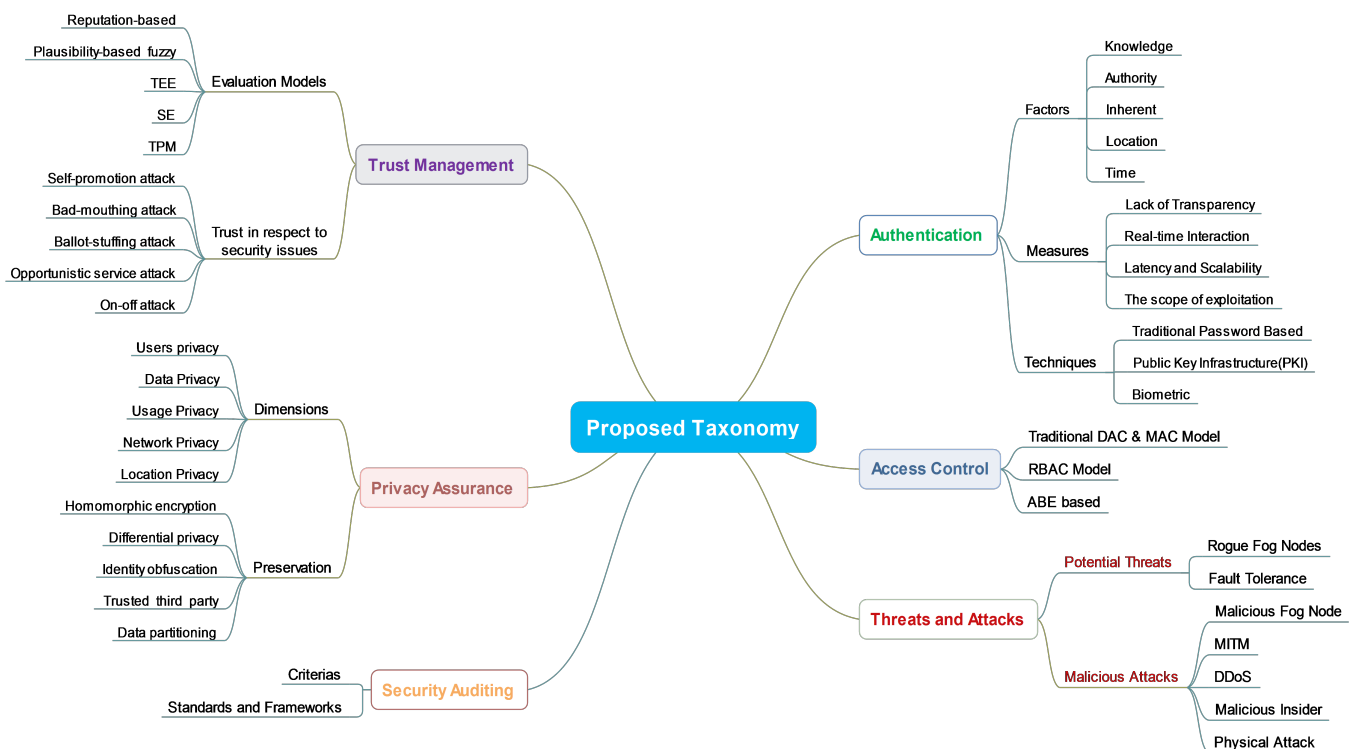 Reputation-based
Plausibility-based fuzzy
TEE
SE
TPM
Evaluation Models
Trust Management
Self-promotion attack
Bad-mouthing attack
Ballot-stuffing attack
Opportunistic service attack
On-off attack
Trust in respect to
security issues
Users privacy
Data Privacy
Usage Privacy
Network Privacy
Location Privacy
Dimensions
Privacy Assurance
Homomorphic encryption
Differential privacy
Identity obfuscation
Trusted third party
Data partitioning
Preservation
Criterias
Standards and Frameworks
Security Auditing
Proposed Taxonomy
Authentication
Factors
Knowledge
Authority
Inherent
Location
Time
Measures
Lack of Transparency
Real-time Interaction
Latency and Scalability
The scope of exploitation
Techniques
Traditional Password Based
Public Key Infrastructure(PKI)
Biometric
Access Control
Traditional DAC & MAC Model
RBAC Model
ABE based
Threats and Attacks
Potential Threats
Rogue Fog Nodes
Fault Tolerance
Malicious Attacks
Malicious Fog Node
MITM
DDoS
Malicious Insider
Physical Attack